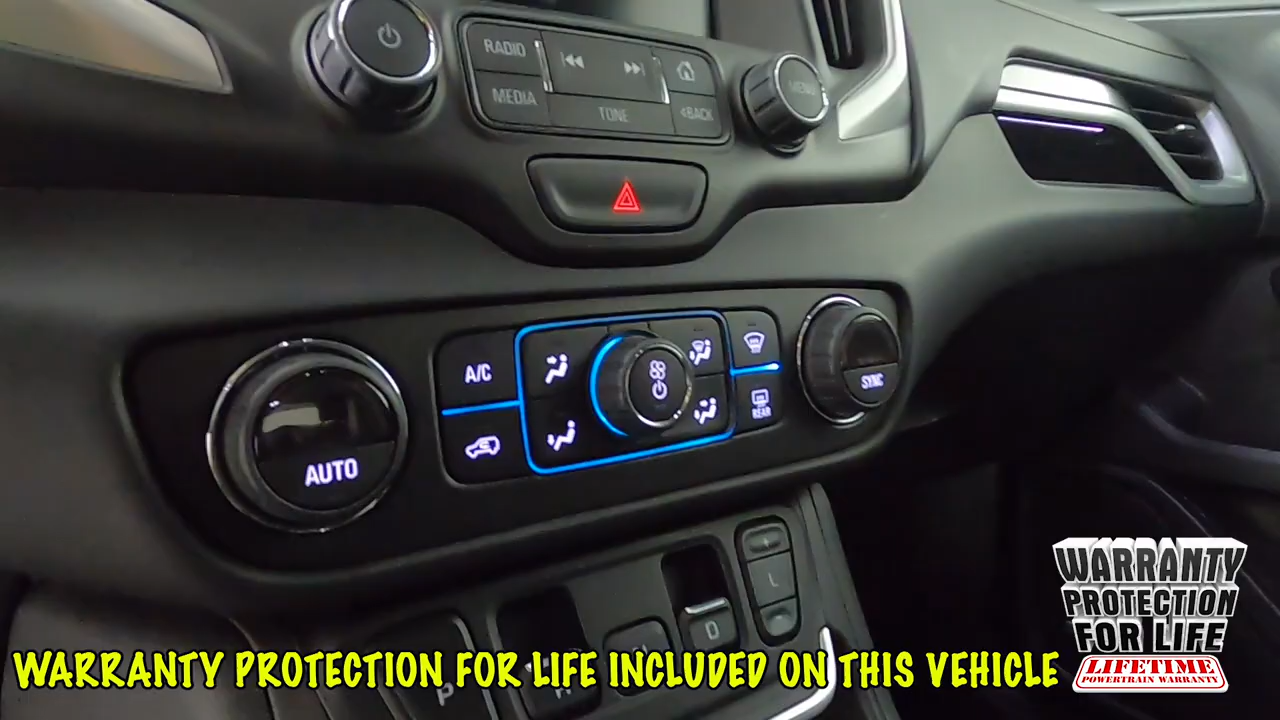 RADIO
MEDIA
TONE
<BACK
MENU
A/C
AUTO
SYNC
REAR
L
P
N
D
WARRANTY PROTECTION FOR LIFE INCLUDED ON THIS VEHICLE
WARRANTY
PROTECTION
FOR LIFE
LIFETIME
POWERTRAIN WARRANTY